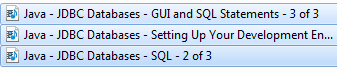 Java - JDBC Databases - GUI and SQL Statements - 3 of 3
Java - JDBC Databases - Setting Up Your Development En...
Java - JDBC Databases - SQL - 2 of 3